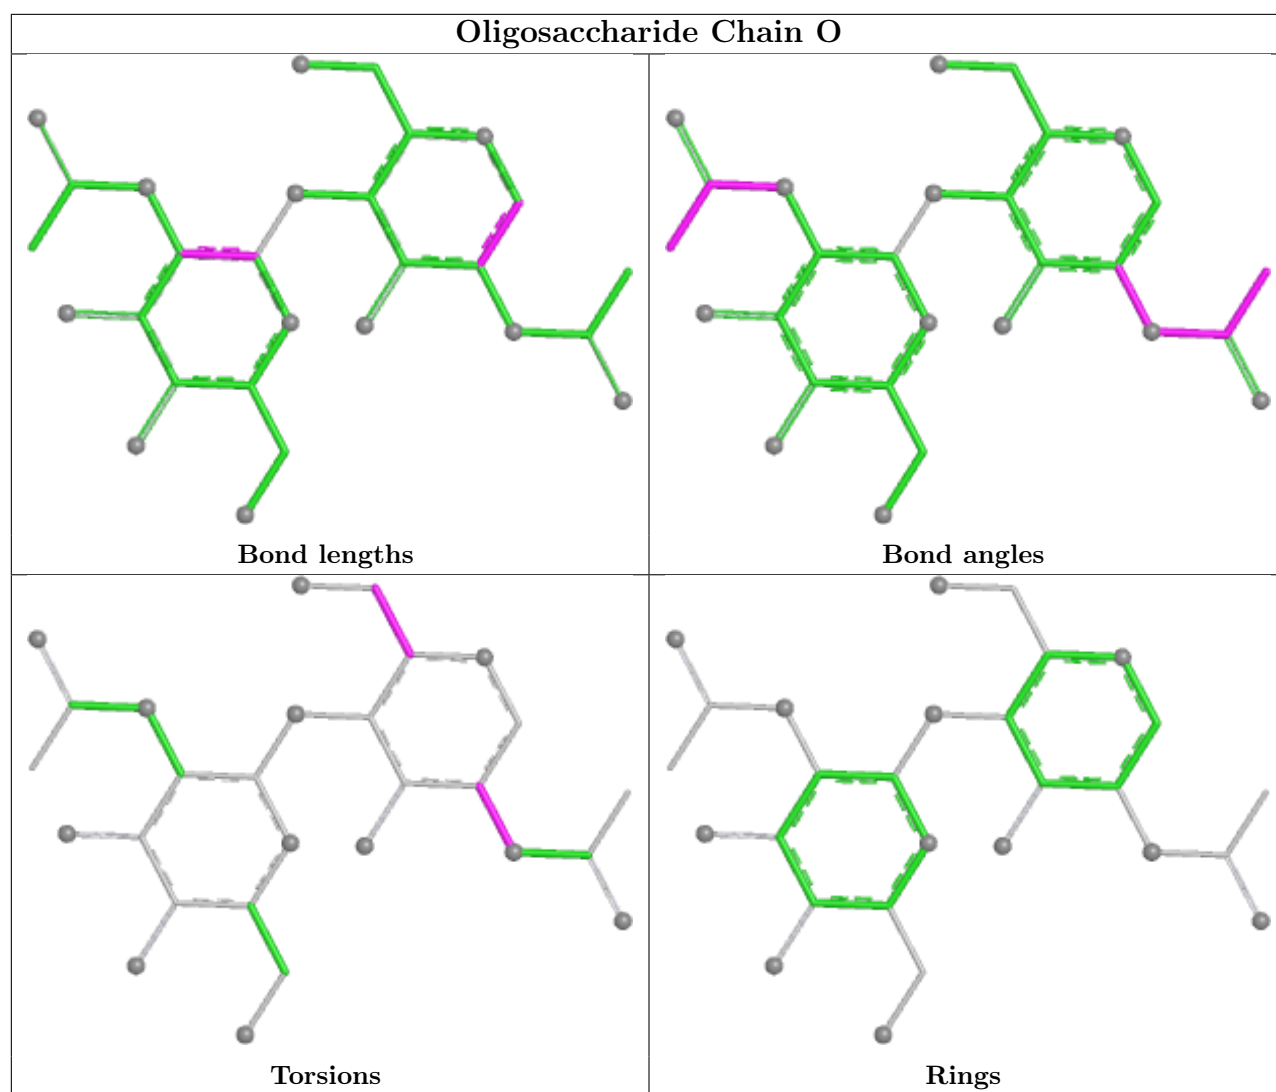 Oligosaccharide Chain O
Bond lengths
Bond angles
Torsions
Rings